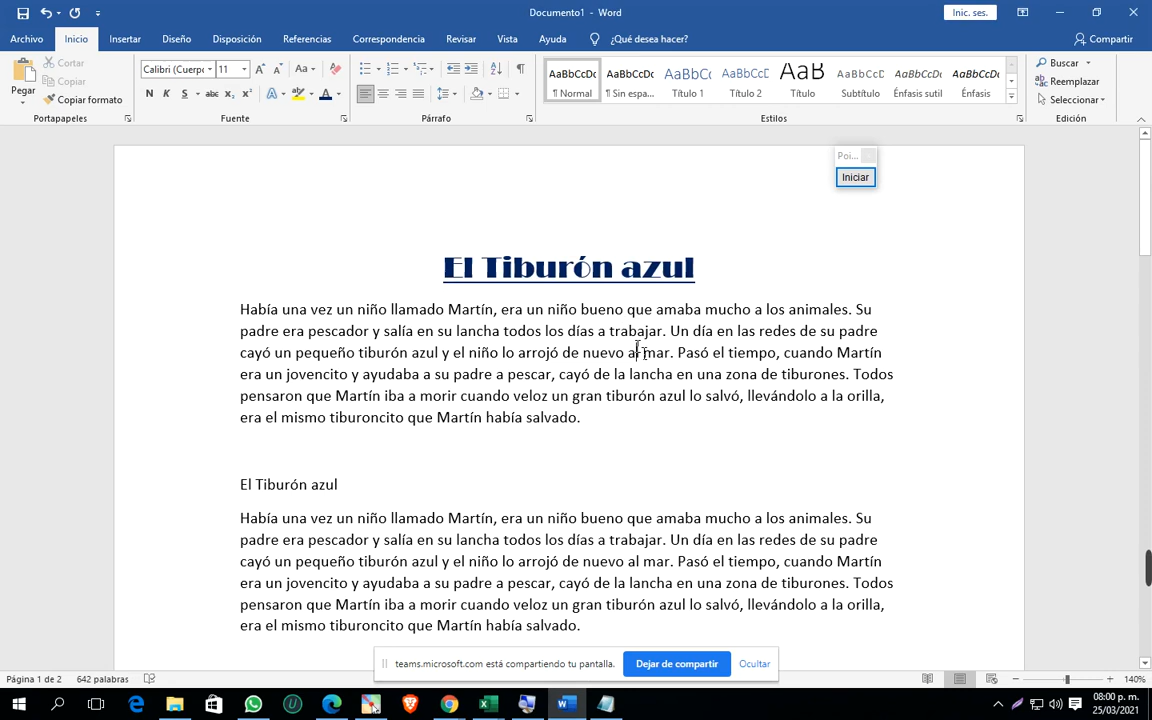 Documento1 - Word
Inic. ses.
Archivo Inicio Insertar Diseño Disposición Referencias Correspondencia Revisar Vista Ayuda ¿Qué desea hacer? Compartir
Pegar
Cortar
Copiar
Copiar formato
Portapapeles
Calibri (Cuerpo 11
Aa
N K S abc x₂ x² A A
Fuente
Párrafo
AaBbCcDc AaBbCcDc AaBbCc AaBbCcD AaB AaBbCcD AaBbCcDc AaBbCcDc
¶ Normal ¶ Sin espa... Título 1 Título 2 Título Subtítulo Énfasis sutil Énfasis
Estilos
Buscar
Reemplazar
Seleccionar
Edición
Poi...
Iniciar
El Tiburón azul
Había una vez un niño llamado Martín, era un niño bueno que amaba mucho a los animales. Su
padre era pescador y salía en su lancha todos los días a trabajar. Un día en las redes de su padre
cayó un pequeño tiburón azul y el niño lo arrojó de nuevo al mar. Pasó el tiempo, cuando Martín
era un jovencito y ayudaba a su padre a pescar, cayó de la lancha en una zona de tiburones. Todos
pensaron que Martín iba a morir cuando veloz un gran tiburón azul lo salvó, llevándolo a la orilla,
era el mismo tiburoncito que Martín había salvado.
El Tiburón azul
Había una vez un niño llamado Martín, era un niño bueno que amaba mucho a los animales. Su
padre era pescador y salía en su lancha todos los días a trabajar. Un día en las redes de su padre
cayó un pequeño tiburón azul y el niño lo arrojó de nuevo al mar. Pasó el tiempo, cuando Martín
era un jovencito y ayudaba a su padre a pescar, cayó de la lancha en una zona de tiburones. Todos
pensaron que Martín iba a morir cuando veloz un gran tiburón azul lo salvó, llevándolo a la orilla,
era el mismo tiburoncito que Martín había salvado.
teams.microsoft.com está compartiendo tu pantalla. Dejar de compartir Ocultar
Página 1 de 2 642 palabras 140%
08:00 p. m.
25/03/2021